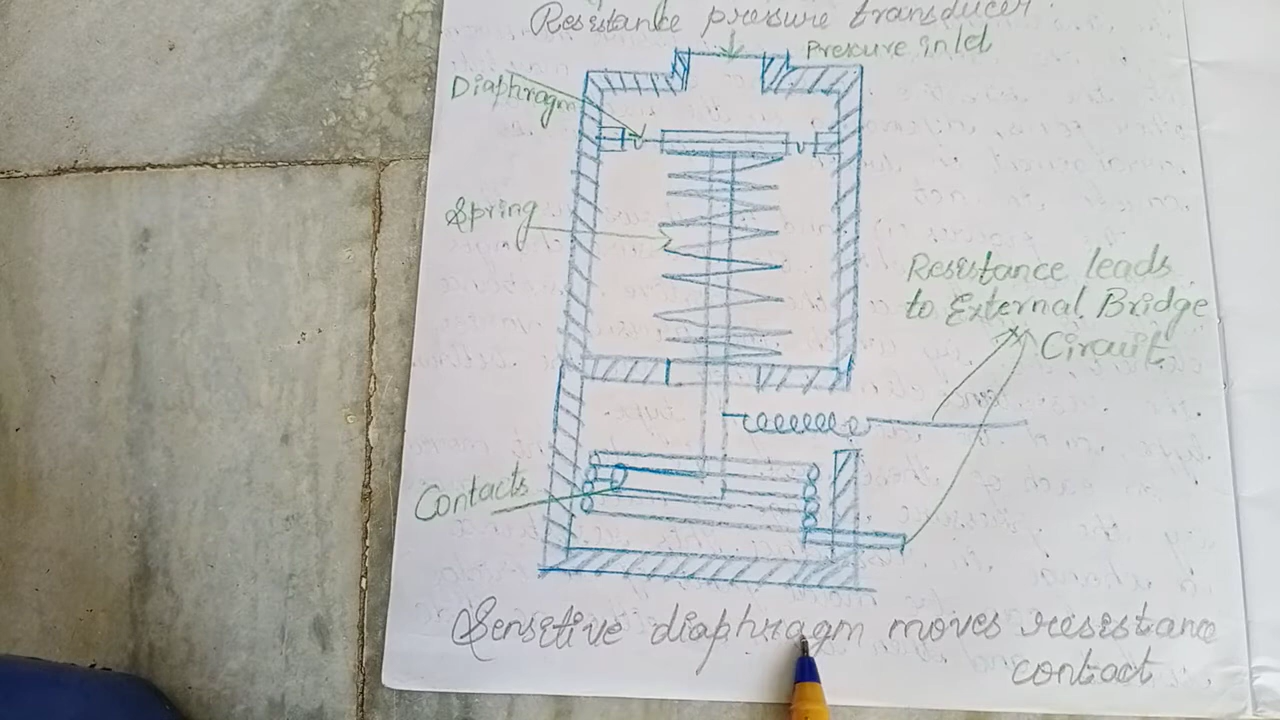 Resistance pressure transducer.
Pressure inlet
Diaphragm
Spring
Resistance leads
to External Bridge
Circuit.
Contacts
Sensitive diaphragm moves resistance
contact